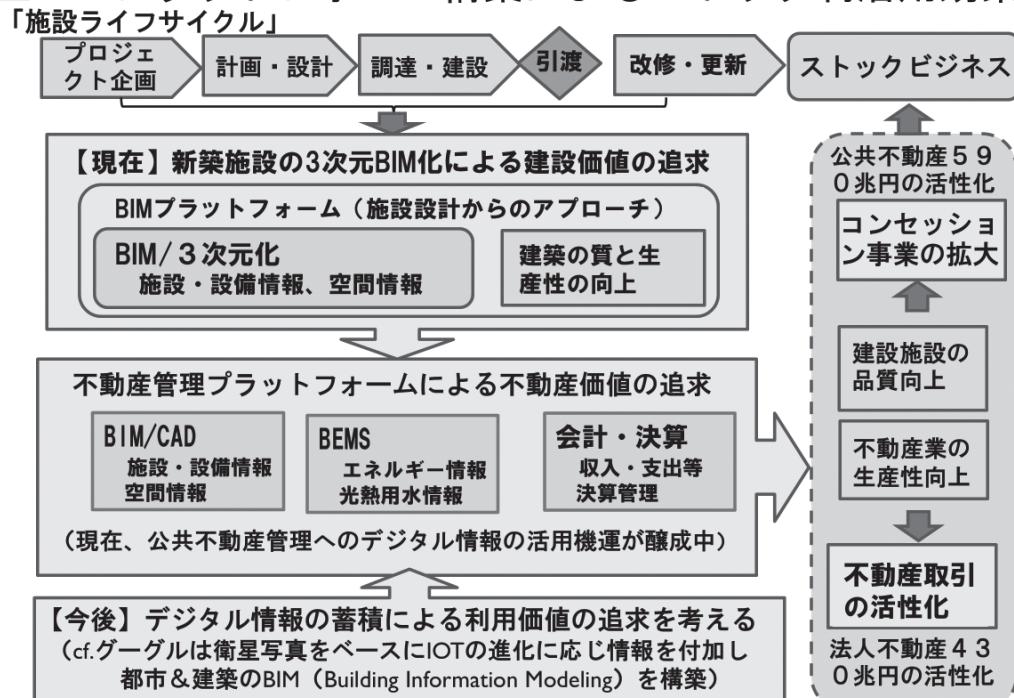 「施設ライフサイクル」
プロジェ
クト企画
計画・設計
調達・建設
引渡
改修・更新
ストックビジネス
【現在】新築施設の3次元BIM化による建設価値の追求
BIMプラットフォーム（施設設計からのアプローチ）
BIM/３次元化
施設・設備情報、空間情報
建築の質と生
産性の向上
不動産管理プラットフォームによる不動産価値の追求
BIM/CAD
施設・設備情報
空間情報
BEMS
エネルギー情報
光熱用水情報
会計・決算
収入・支出等
決算管理
（現在、公共不動産管理へのデジタル情報の活用機運が醸成中）
【今後】デジタル情報の蓄積による利用価値の追求を考える
（cf.グーグルは衛星写真をベースにIOTの進化に応じ情報を付加し
都市＆建築のBIM（Building Information Modeling）を構築）
公共不動産５９
０兆円の活性化
コンセッショ
ン事業の拡大
建設施設の
品質向上
不動産業の
生産性向上
不動産取引
の活性化
法人不動産４３
０兆円の活性化